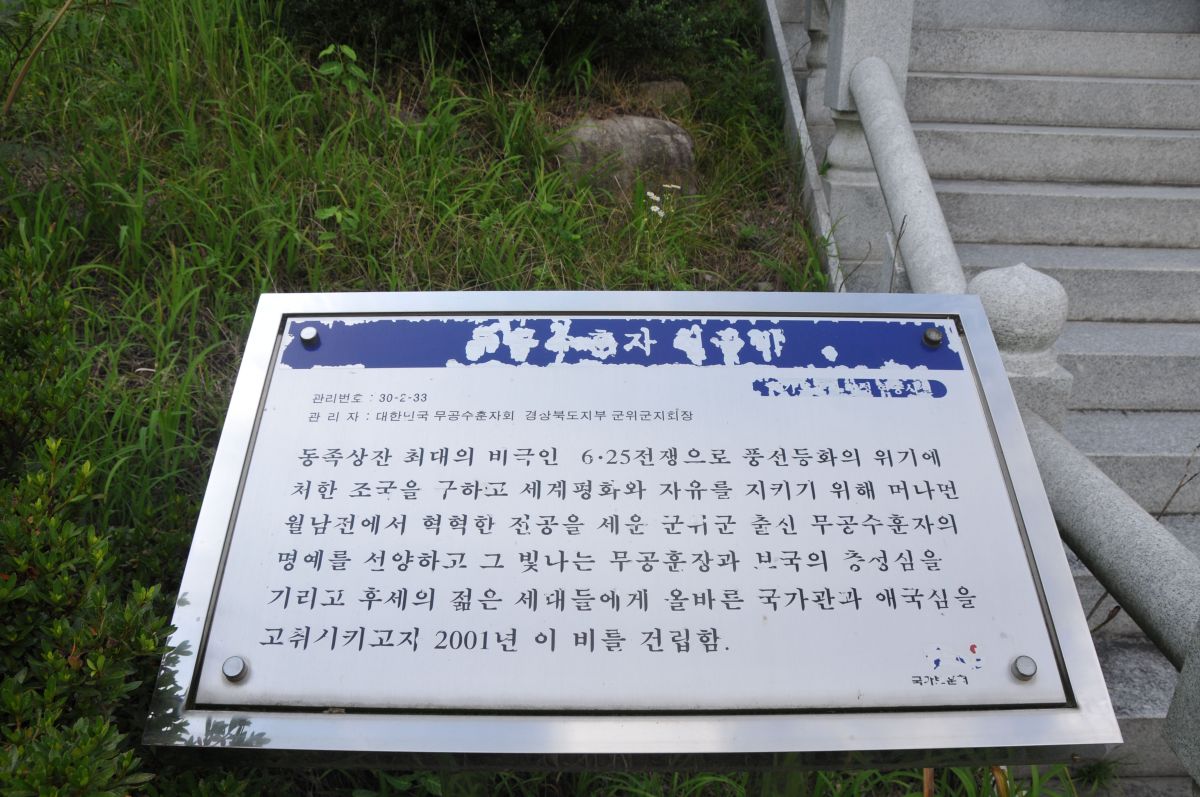 관리번호 : 30-2-33
관 리 자 : 대한민국 무공수훈자회 경상북도지부 군위군지회장
동족상잔 최대의 비극인 6·25전쟁으로 풍선등화의 위기에
처한 조국을 구하고 세계평화와 자유를 지키기 위해 머나먼
월남전에서 혁혁한 전공을 세운 군위군 출신 무공수훈자의
명예를 선양하고 그 빛나는 무공훈장과 보국의 충성심을
기리고 후세의 젊은 세대들에게 올바른 국가관과 애국심을
고취시키고자 2001년 이 비를 건립함.